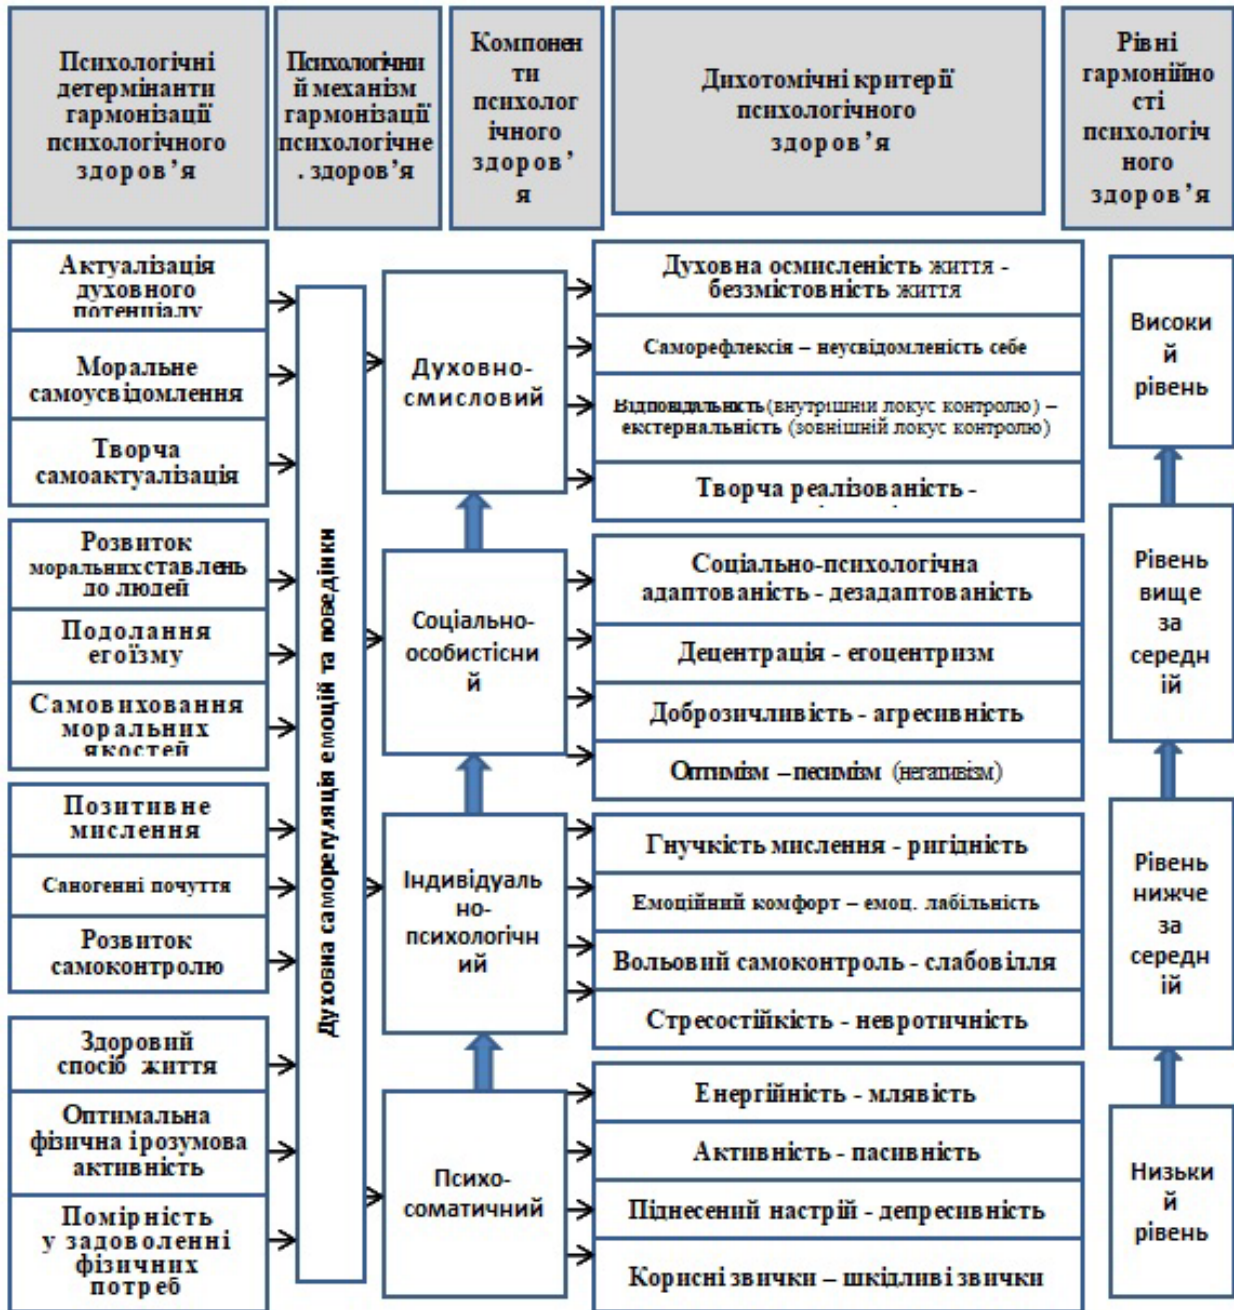 Психологічні
детермінанти
гармонізації
психологічного
здоров’я
Психологічни
й механізм
гармонізації
психологічне
. здоров’я
Компонен
ти
психолог
ічного
здоров’
я
Дихотомічні критерії
психологічного
здоров’я
Рівні
гармонійно
сті
психологіч
ного
здоров’я
Актуалізація
духовного
потенціалу
Моральне
самоусвідомлення
Творча
самоактуалізація
Розвиток
моральних ставлень
до людей
Подолання
егоїзму
Самовиховання
моральних
якостей
Позитивне
мислення
Саногенні почуття
Розвиток
самоконтролю
Здоровий
спосіб життя
Оптимальна
фізична ірозумова
активність
Помірність
у задоволенні
фізичних
потреб
Духовна саморегуляція емоцій та поведінки
Духовно-
смисловий
Соціально-
особистісни
й
Індивідуаль
но-
психологічн
ий
Психо-
соматичний
Духовна осмисленість життя -
беззмістовність життя
Саморефлексія – неусвідомленість себе
Відповідальність (внутрішній локус контролю) –
екстернальність (зовнішній локус контролю)
Творча реалізованість -
Соціально-психологічна
адаптованість - дезадаптованість
Децентрація - егоцентризм
Доброзичливість - агресивність
Оптимізм – песимізм (негативізм)
Гнучкість мислення - ригідність
Емоційний комфорт – емоц. лабільність
Вольовий самоконтроль - слабовілля
Стресостійкість - невротичність
Енергійність - млявість
Активність - пасивність
Піднесений настрій - депресивність
Корисні звички – шкідливі звички
Високи
й
рівень
Рівень
вище
за
середн
ій
Рівень
нижче
за
середн
ій
Низьки
й
рівень